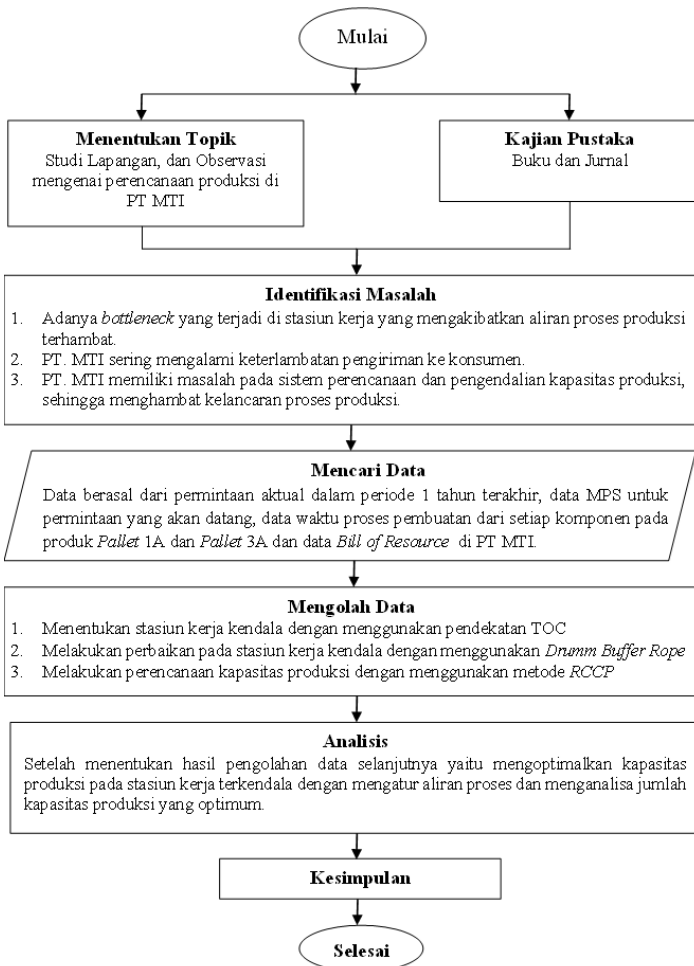 Mulai
Menentukan Topik
Studi Lapangan, dan Observasi
mengenai perencanaan produksi di
PT MTI
Kajian Pustaka
Buku dan Jurnal
Identifikasi Masalah
1. Adanya bottleneck yang terjadi di stasiun kerja yang mengakibatkan aliran proses produksi
terhambat.
2. PT. MTI sering mengalami keterlambatan pengiriman ke konsumen.
3. PT. MTI memiliki masalah pada sistem perencanaan dan pengendalian kapasitas produksi,
sehingga menghambat kelancaran proses produksi.
Mencari Data
Data berasal dari permintaan aktual dalam periode 1 tahun terakhir, data MPS untuk
permintaan yang akan datang, data waktu proses pembuatan dari setiap komponen pada
produk Pallet 1A dan Pallet 3A dan data Bill of Resource di PT MTI.
Mengolah Data
1. Menentukan stasiun kerja kendala dengan menggunakan pendekatan TOC
2. Melakukan perbaikan pada stasiun kerja kendala dengan menggunakan Drumm Buffer Rope
3. Melakukan perencanaan kapasitas produksi dengan menggunakan metode RCCP
Analisis
Setelah menentukan hasil pengolahan data selanjutnya yaitu mengoptimalkan kapasitas
produksi pada stasiun kerja terkendala dengan mengatur aliran proses dan menganalisa jumlah
kapasitas produksi yang optimum.
Kesimpulan
Selesai